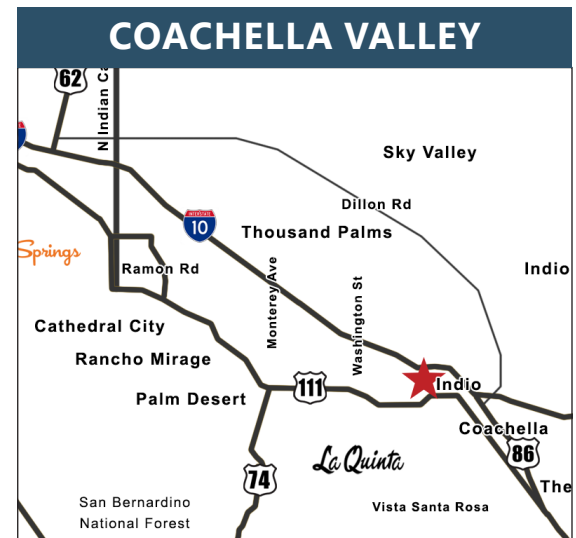 COACHELLA VALLEY
62
N Indian Ca
Sky Valley
Dillon Rd
INTERSTATE
10
Thousand Palms
Springs
Ramon Rd
Indio
Monterey Ave
Washington St
Cathedral City
Rancho Mirage
Palm Desert
111
Indio
Coachella
86
La Quinta
74
The
San Bernardino
National Forest
Vista Santa Rosa